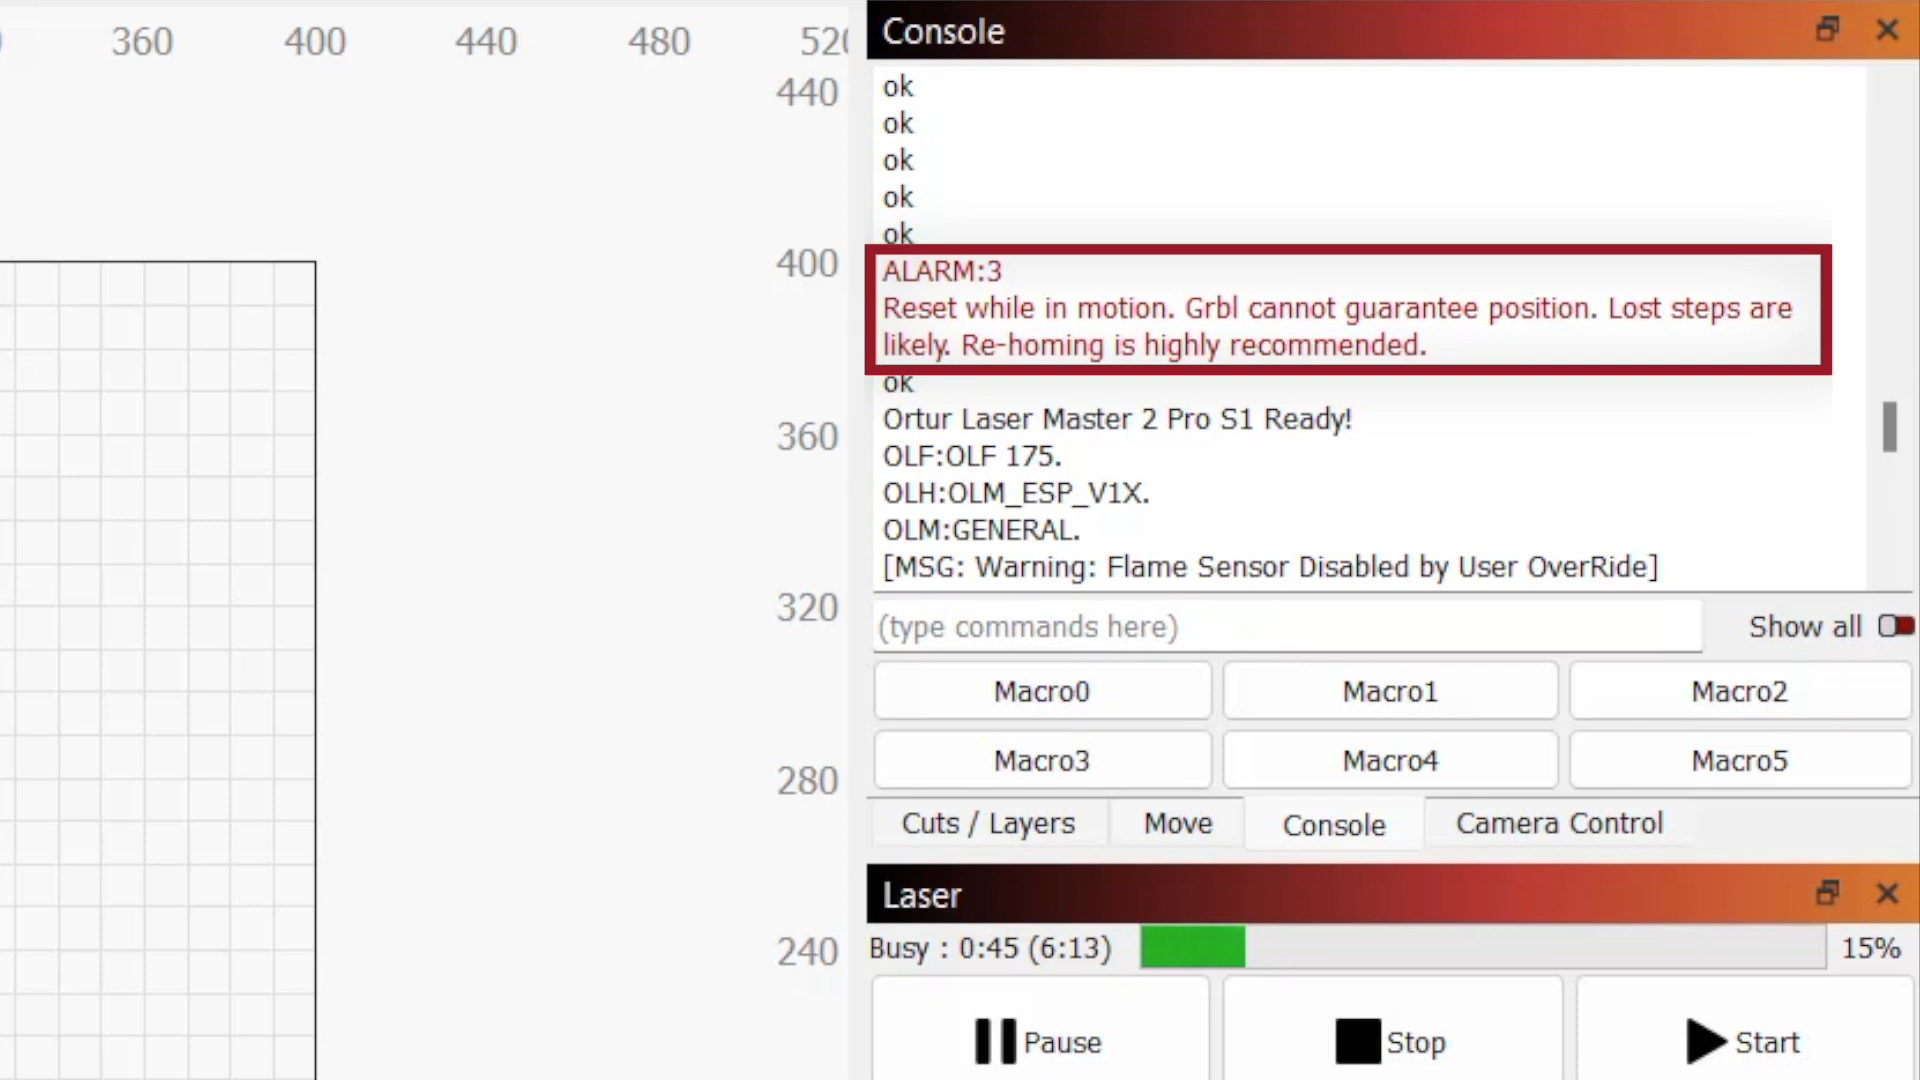 360 400 440 480 520
440
400
360
320
280
240
Console
ok
ok
ok
ok
ok
ALARM:3
Reset while in motion. Grbl cannot guarantee position. Lost steps are
likely. Re-homing is highly recommended.
ok
Ortur Laser Master 2 Pro S1 Ready!
OLF:OLF 175.
OLH:OLM_ESP_V1X.
OLM:GENERAL.
[MSG: Warning: Flame Sensor Disabled by User OverRide]
(type commands here) Show all
Macro0 Macro1 Macro2
Macro3 Macro4 Macro5
Cuts / Layers Move Console Camera Control
Laser
Busy : 0:45 (6:13) 15%
Pause Stop Start